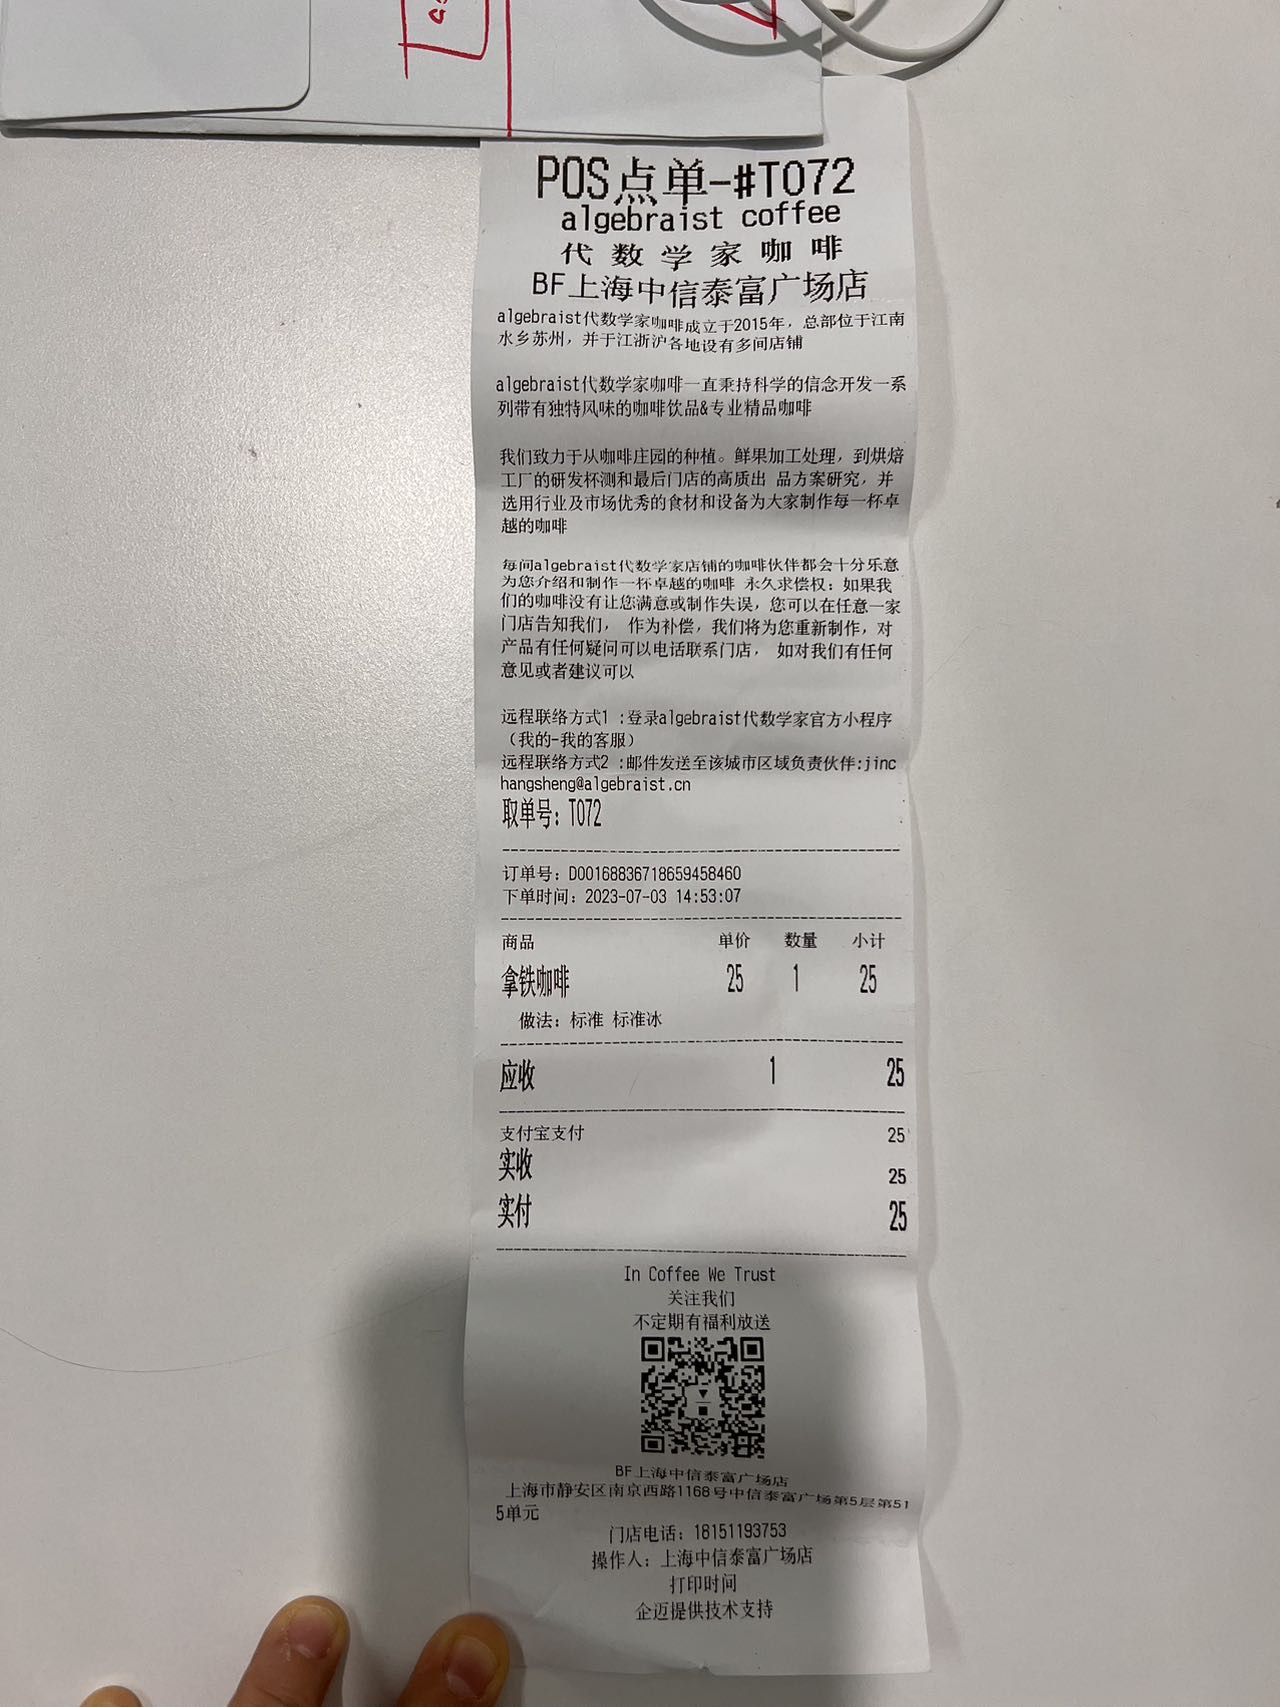 POS点单-#T072
algebraist coffee
代数学家咖啡
BF上海中信泰富广场店
algebraist代数学家咖啡成立于2015年，总部位于江南
水乡苏州，并于江浙沪各地设有多间店铺
algebraist代数学家咖啡一直秉持科学的信念开发一系
列带有独特风味的咖啡饮品&专业精品咖啡
我们致力于从咖啡庄园的种植。鲜果加工处理，到烘焙
工厂的研发杯测和最后门店的高质出 品方案研究，并
选用行业及市场优秀的食材和设备为大家制作每一杯卓
越的咖啡
每间algebraist代数学家店铺的咖啡伙伴都会十分乐意
为您介绍和制作一杯卓越的咖啡 永久求偿权：如果我
们的咖啡没有让您满意或制作失误，您可以在任意一家
门店告知我们， 作为补偿，我们将为您重新制作，对
产品有任何疑问可以电话联系门店， 如对我们有任何
意见或者建议可以
远程联络方式1 :登录algebraist代数学家官方小程序
（我的-我的客服）
远程联络方式2 :邮件发送至该城市区域负责伙伴:jinc
hangsheng@algebraist.cn
取单号：T072
订单号：D00168836718659458460
下单时间：2023-07-03 14:53:07
商品 单价 数量 小计
拿铁咖啡 25 1 25
做法：标准 标准冰
应收 1 25
支付宝支付 25
实收 25
实付 25
In Coffee We Trust
关注我们
不定期有福利放送
BF上海中信泰富广场店
上海市静安区南京西路1168号中信泰富广场第5层第51
5单元
门店电话：18151193753
操作人：上海中信泰富广场店
打印时间
企迈提供技术支持